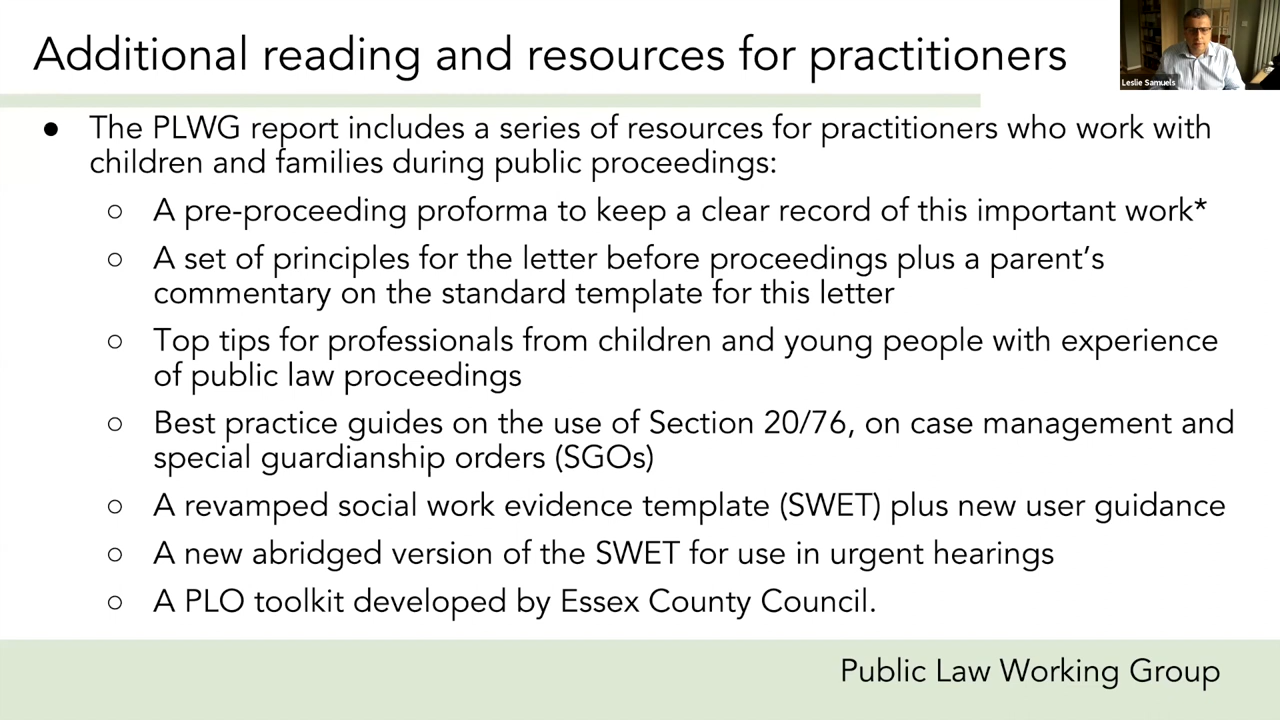 Additional reading and resources for practitioners
Leslie Samuels
● The PLWG report includes a series of resources for practitioners who work with
children and families during public proceedings:
○ A pre-proceeding proforma to keep a clear record of this important work*
○ A set of principles for the letter before proceedings plus a parent’s
commentary on the standard template for this letter
○ Top tips for professionals from children and young people with experience
of public law proceedings
○ Best practice guides on the use of Section 20/76, on case management and
special guardianship orders (SGOs)
○ A revamped social work evidence template (SWET) plus new user guidance
○ A new abridged version of the SWET for use in urgent hearings
○ A PLO toolkit developed by Essex County Council.
Public Law Working Group